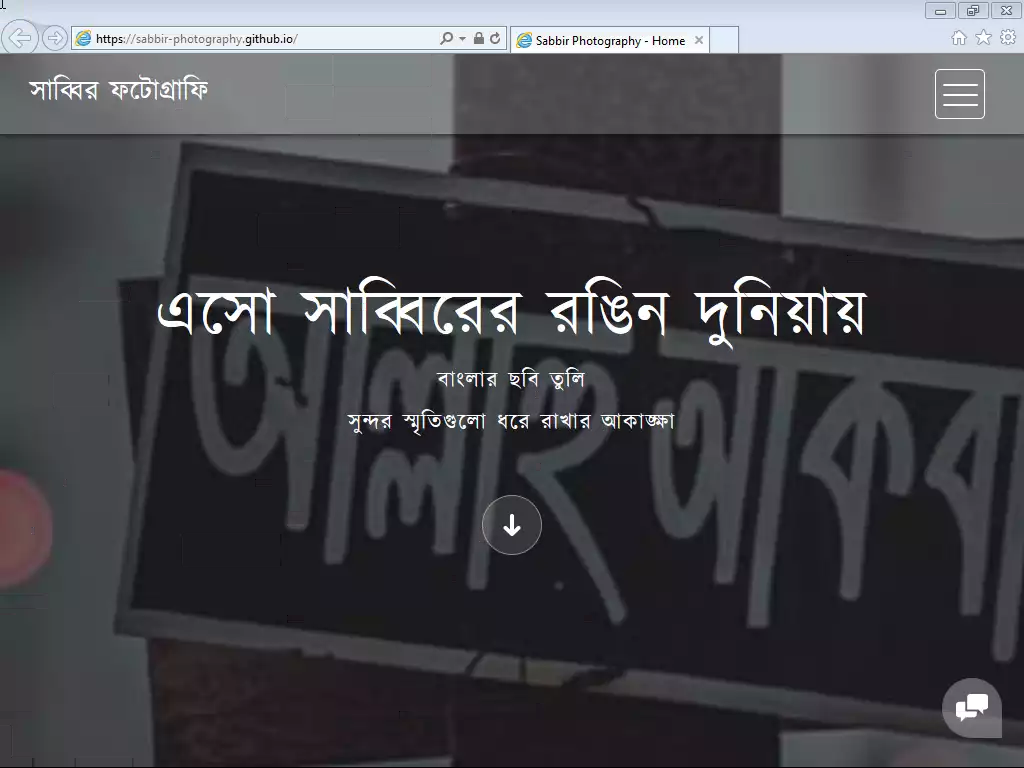 https://sabbir-photography.github.io/
Sabbir Photography - Home
সাব্বির ফটোগ্রাফি
এসো সাব্বিরের রঙিন দুনিয়ায়
বাংলার ছবি তুলি
সুন্দর স্মৃতিগুলো ধরে রাখার আকাঙ্ক্ষা
আল্লাহু আকবা